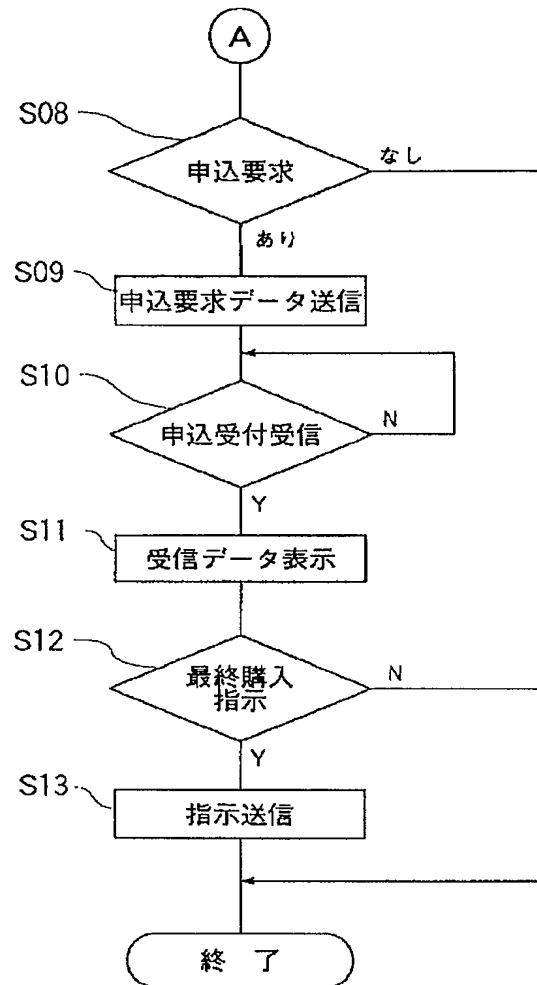 A
S08
申込要求
なし
あり
S09
申込要求データ送信
S10
申込受付受信
N
Y
S11
受信データ表示
S12
最終購入
指示
N
Y
S13
指示送信
終 了